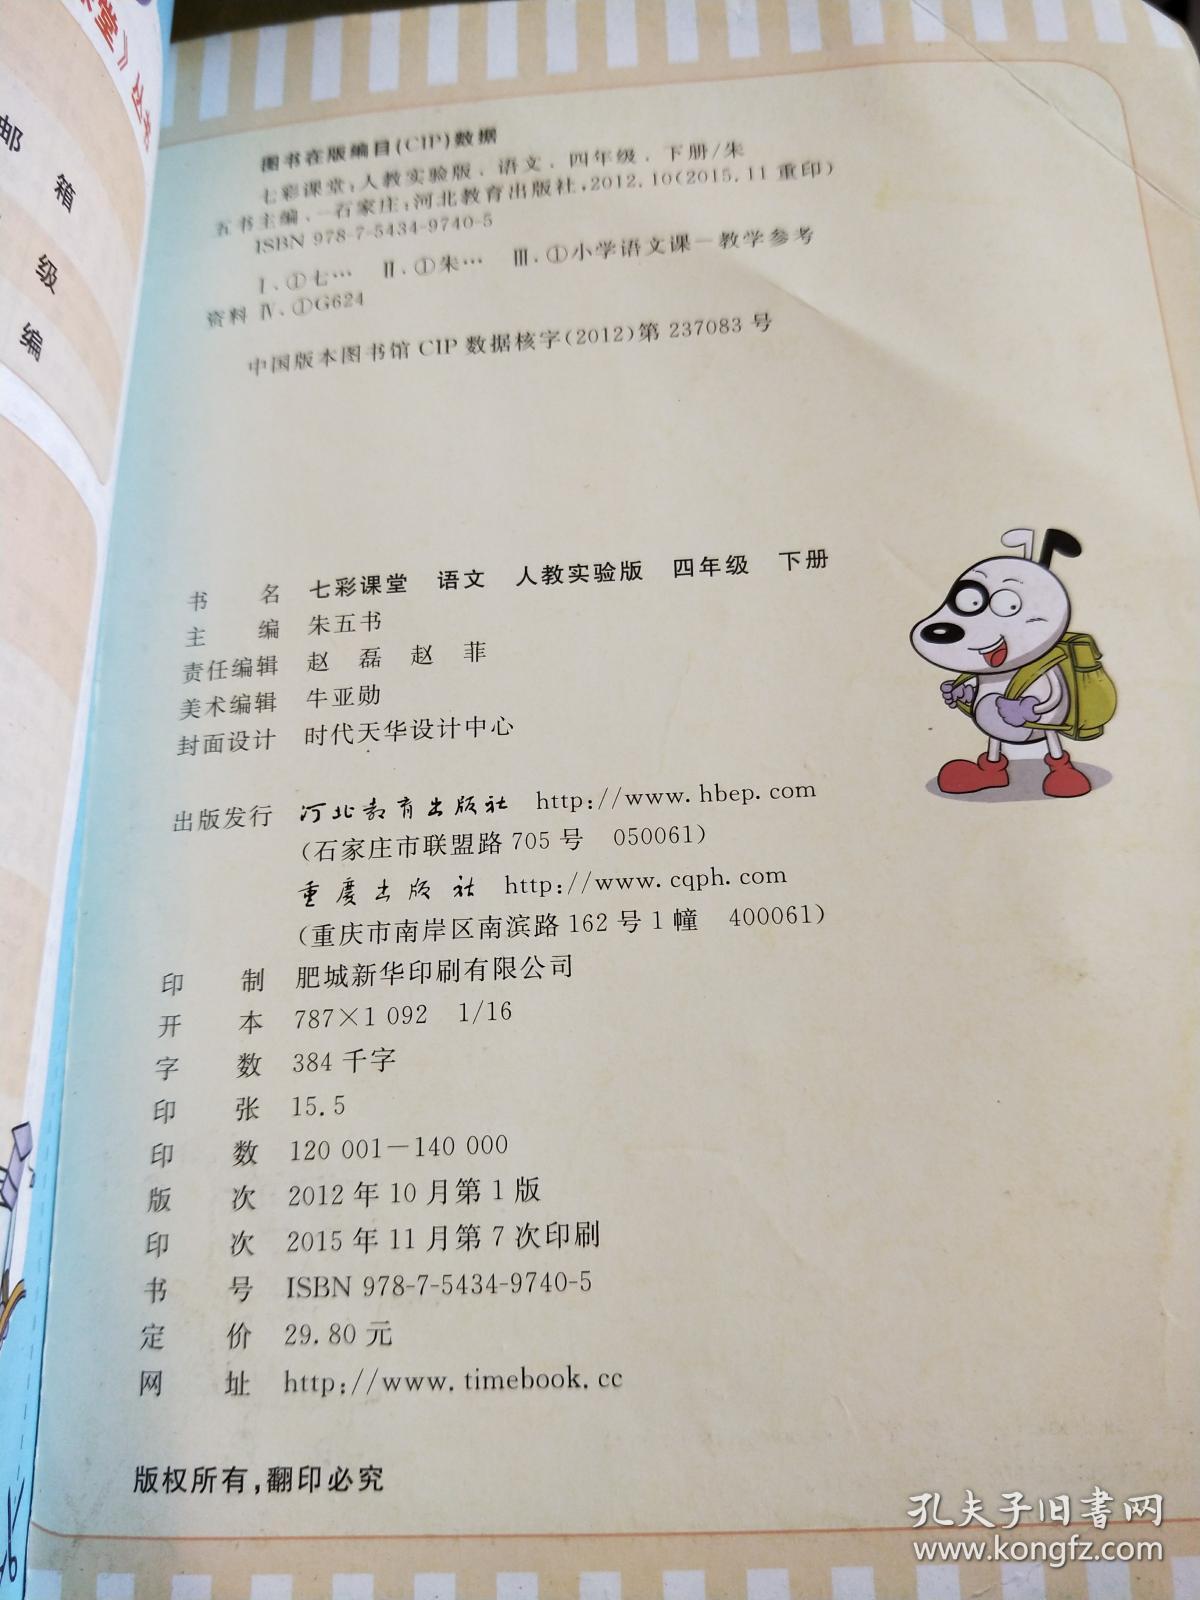 堂》丛书
邮
箱
级
编
图书在版编目(CIP)数据
七彩课堂：人教实验版．语文．四年级．下册/朱
五书主编．—石家庄：河北教育出版社，2012.10(2015.11重印)
ISBN 978-7-5434-9740-5
Ⅰ.①七… Ⅱ.①朱… Ⅲ.①小学语文课－教学参考
资料 Ⅳ.①G624
中国版本图书馆CIP数据核字(2012)第237083号
书 名 七彩课堂 语文 人教实验版 四年级 下册
主 编 朱五书
责任编辑 赵 磊 赵 菲
美术编辑 牛亚勋
封面设计 时代天华设计中心
出版发行 河北教育出版社 http://www.hbep.com
（石家庄市联盟路705号 050061）
重庆出版社 http://www.cqph.com
（重庆市南岸区南滨路162号1幢 400061）
印 制 肥城新华印刷有限公司
开 本 787×1 092 1/16
字 数 384千字
印 张 15.5
印 数 120 001－140 000
版 次 2012年10月第1版
印 次 2015年11月第7次印刷
书 号 ISBN 978-7-5434-9740-5
定 价 29.80元
网 址 http://www.timebook.cc
版权所有，翻印必究
孔夫子旧书网
www.kongfz.com